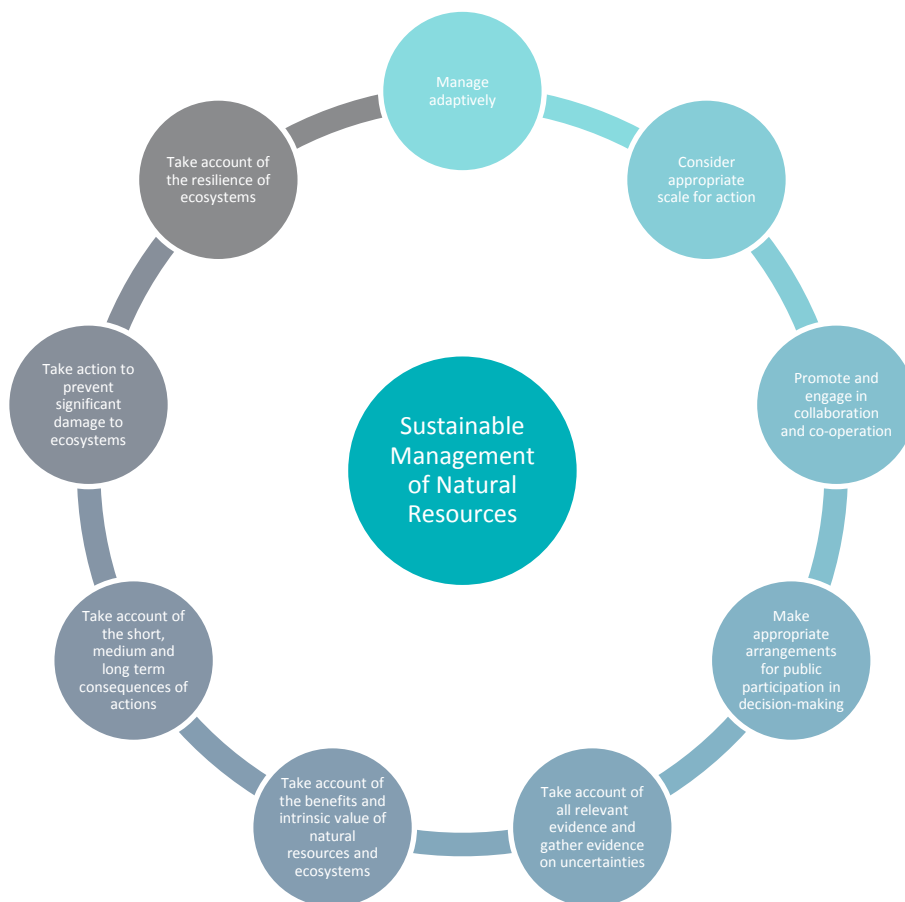 Manage
adaptively
Consider
appropriate
scale for action
Promote and
engage in
collaboration
and co-operation
Make
appropriate
arrangements
for public
participation in
decision-making
Take account of
all relevant
evidence and
gather evidence
on uncertainties
Take account of
the benefits and
intrinsic value of
natural
resources and
ecosystems
Take account of
the short,
medium and
long term
consequences of
actions
Take action to
prevent
significant
damage to
ecosystems
Take account of
the resilience of
ecosystems
Sustainable
Management
of Natural
Resources